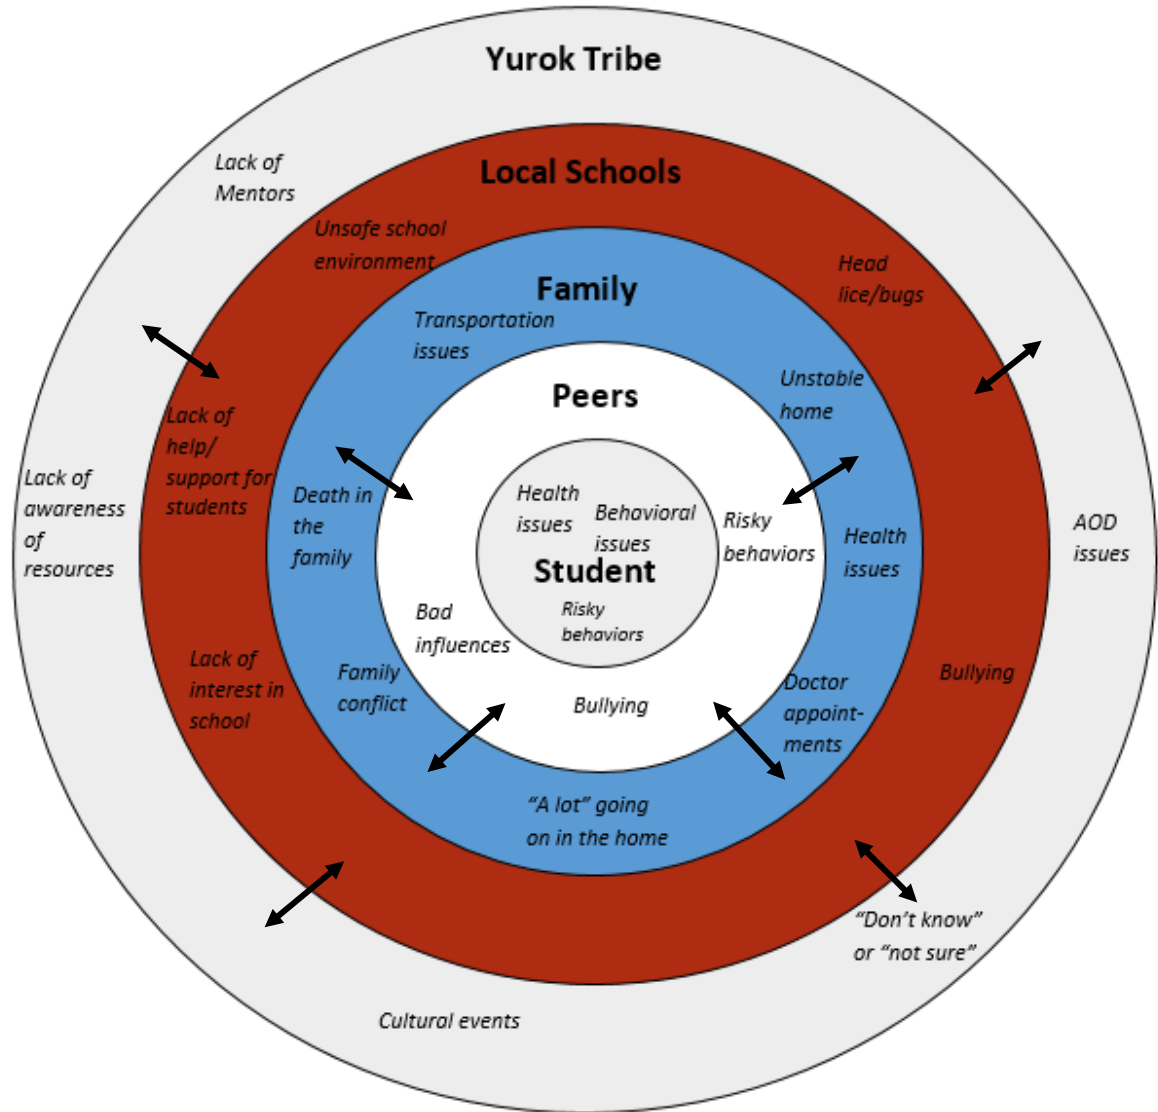 Yurok Tribe
Lack of
Mentors
Local Schools
Unsafe school
environment
Head
lice/bugs
Family
Transportation
issues
Unstable
home
Peers
Lack of
help/
support for
students
Lack of
awareness
of
resources
Death in
the
family
Health
issues
Behavioral
issues
Student
Risky
behaviors
Risky
behaviors
Health
issues
AOD
issues
Bad
influences
Bullying
Lack of
interest in
school
Family
conflict
Doctor
appoint-
ments
Bullying
“A lot” going
on in the home
“Don’t know”
or “not sure”
Cultural events